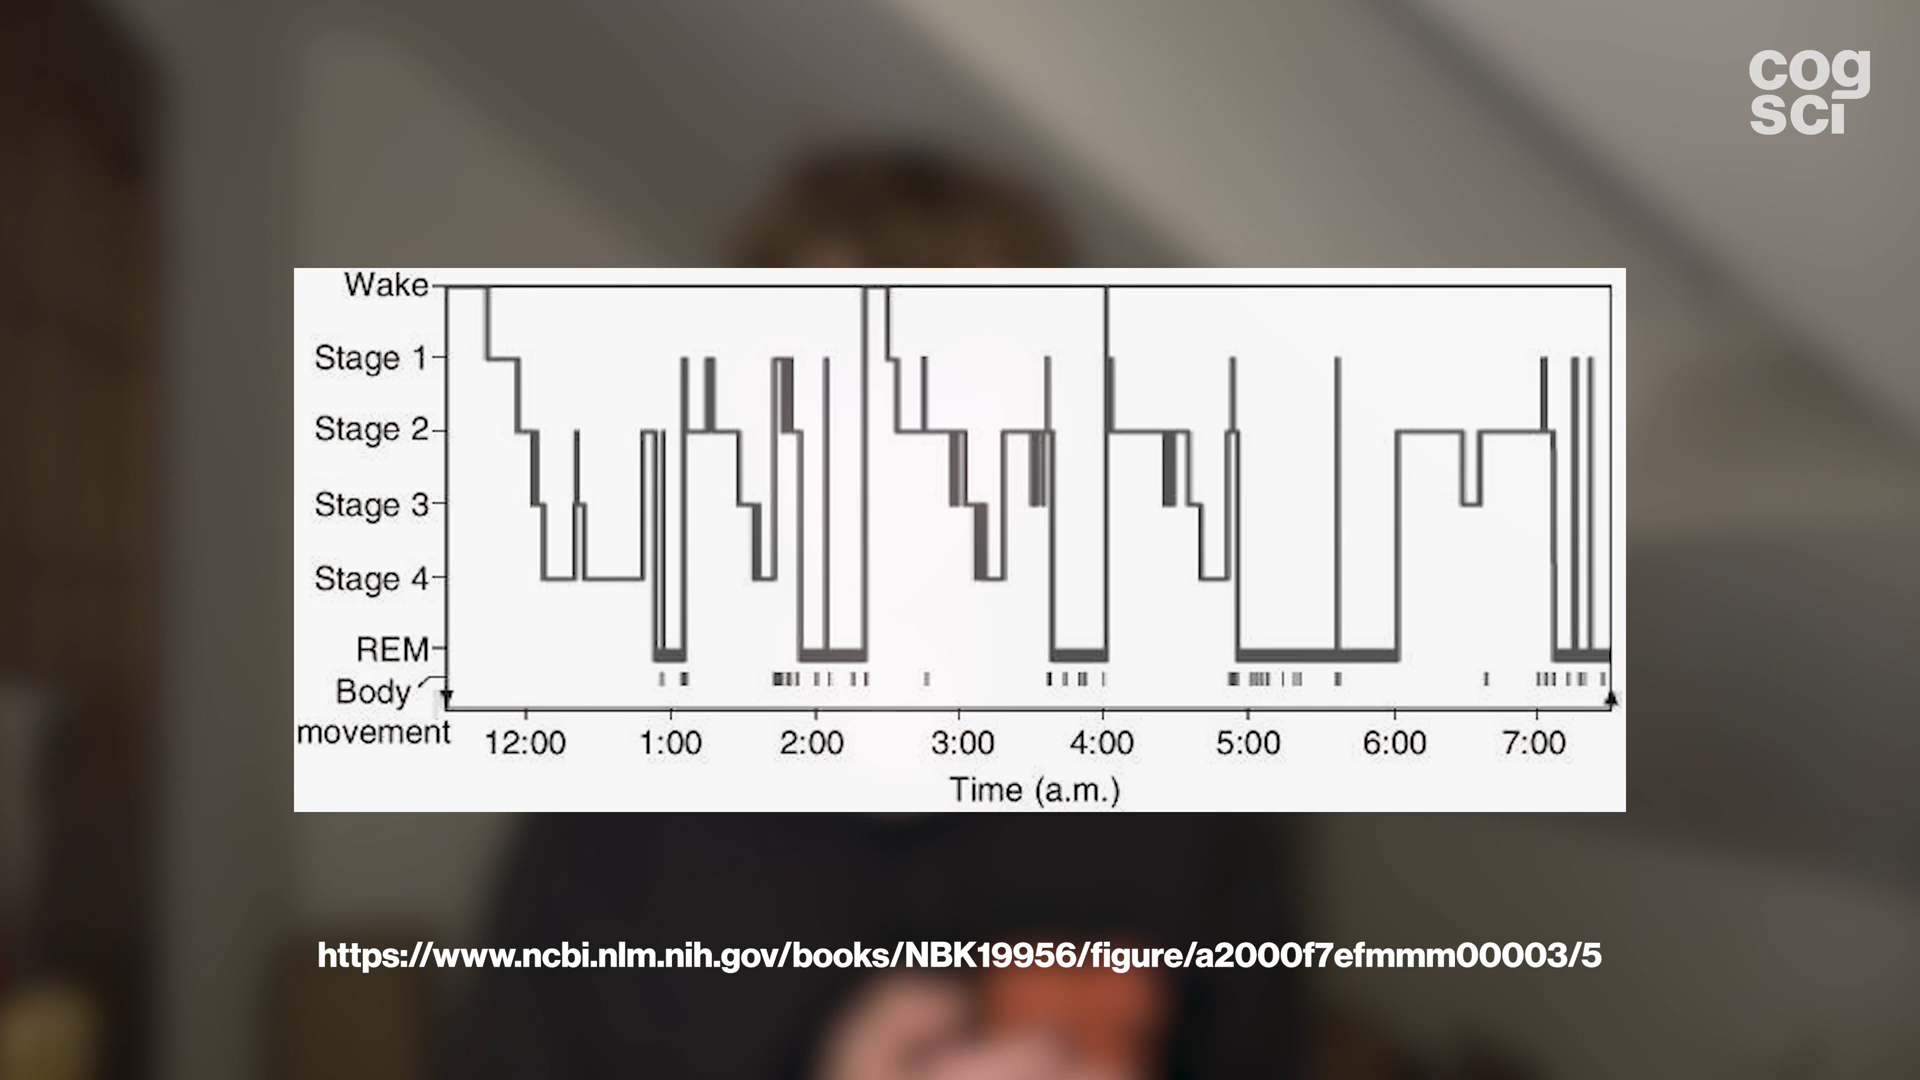 cog
sci
Wake
Stage 1
Stage 2
Stage 3
Stage 4
REM
Body
movement
12:00 1:00 2:00 3:00 4:00 5:00 6:00 7:00
Time (a.m.)
https://www.ncbi.nlm.nih.gov/books/NBK19956/figure/a2000f7efmmm00003/5